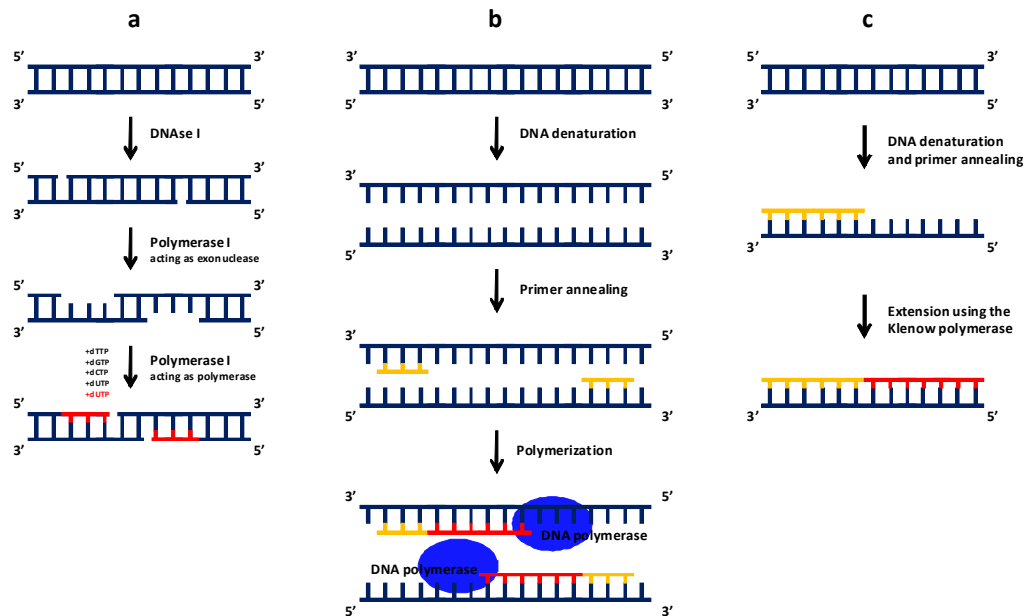 a
5’ 3’
3’ 5’
DNAse I
5’ 3’
3’ 5’
Polymerase I
acting as exonuclease
5’ 3’
3’ 5’
+dTTP
+dGTP
+dCTP
+dUTP
+dUTP
Polymerase I
acting as polymerase
5’ 3’
3’ 5’
b
3’ 5’
5’ 3’
DNA denaturation
3’ 5’
5’ 3’
Primer annealing
3’ 5’
5’ 3’
Polymerization
3’ 5’
DNA polymerase
DNA polymerase
5’ 3’
c
5’ 3’
3’ 5’
DNA denaturation
and primer annealing
3’ 5’
Extension using the
Klenow polymerase
3’ 5’